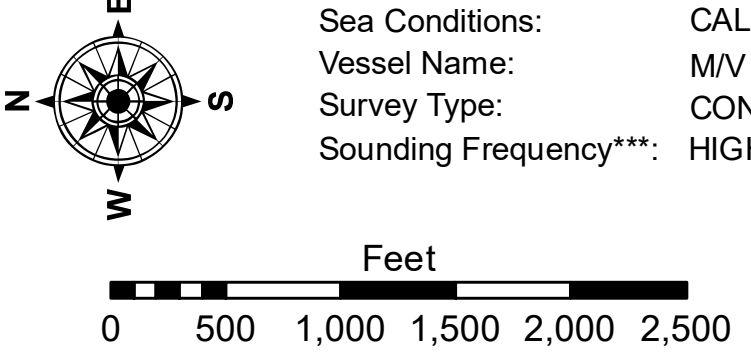 E
N S
W
Sea Conditions:
Vessel Name: M/V
Survey Type:
Sounding Frequency***:
Feet
0 500 1,000 1,500 2,000 2,500